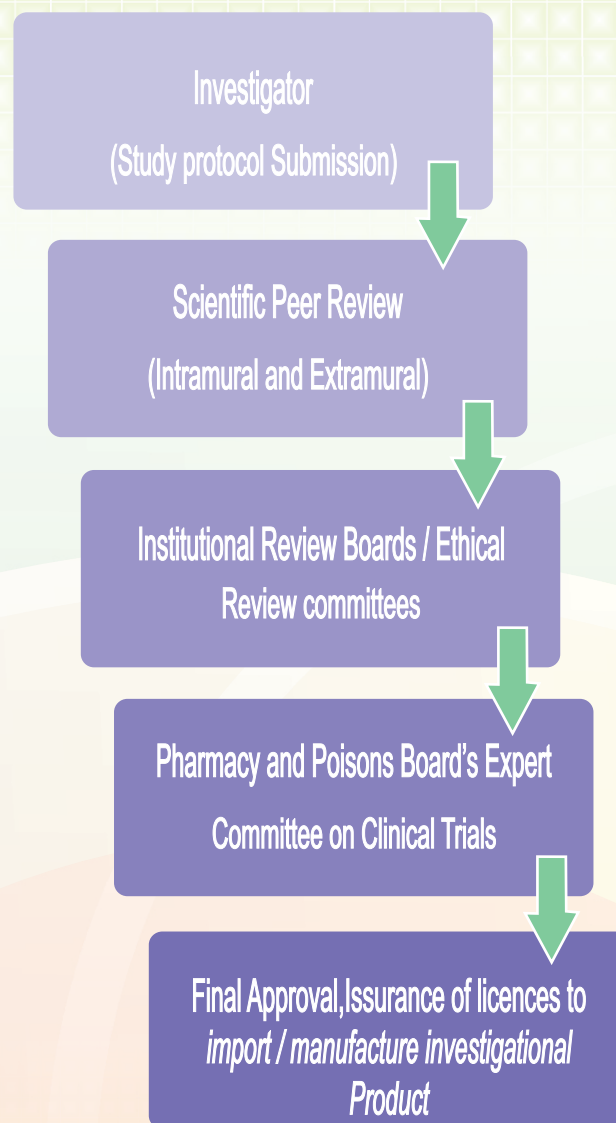 Investigator
(Study protocol Submission)
Scientific Peer Review
(Intramural and Extramural)
Institutional Review Boards / Ethical
Review committees
Pharmacy and Poisons Board’s Expert
Committee on Clinical Trials
Final Approval,Issurance of licences to
import / manufacture investigational
Product